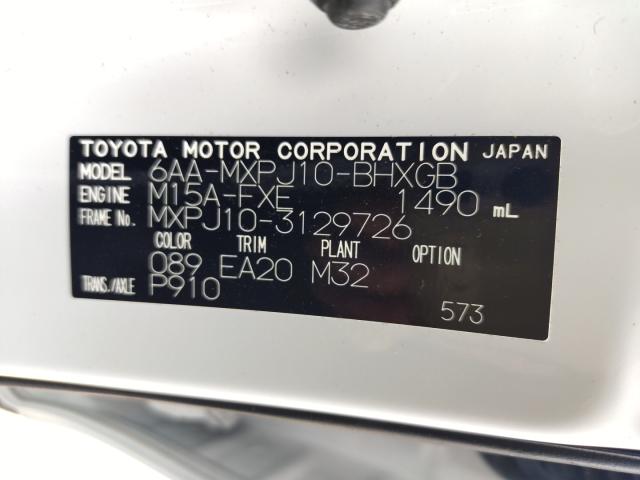 TOYOTA MOTOR CORPORATION JAPAN
MODEL 6AA-MXPJ10-BHXGB
ENGINE M15A-FXE 1490 mL
FRAME No. MXPJ10-3129726
COLOR TRIM PLANT OPTION
089 EA20 M32
TRANS./AXLE P910
573